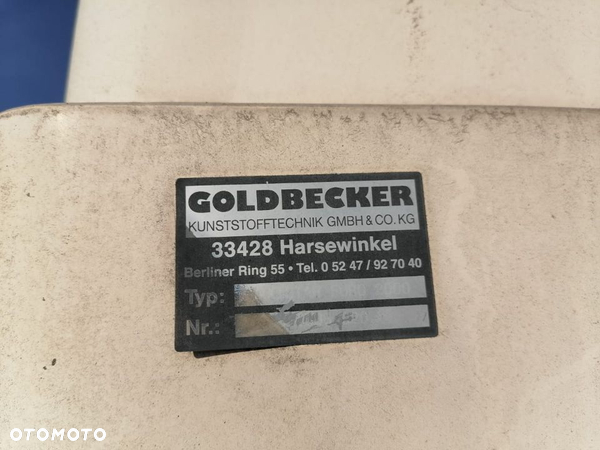 GOLDBECKER
KUNSTSTOFFTECHNIK GMBH & CO. KG
33428 Harsewinkel
Berliner Ring 55 • Tel. 0 52 47 / 92 70 40
Typ:
Nr.:
OTOMOTO